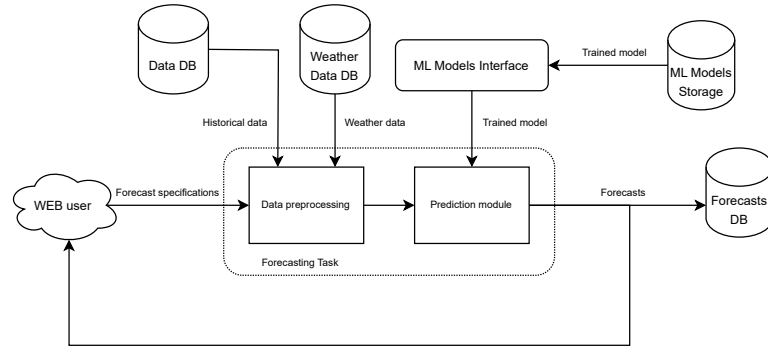 Data DB
Weather
Data DB
ML Models Interface
Trained model
ML Models
Storage
Historical data
Weather data
Trained model
WEB user
Forecast specifications
Data preprocessing
Prediction module
Forecasts
Forecasts
DB
Forecasting Task